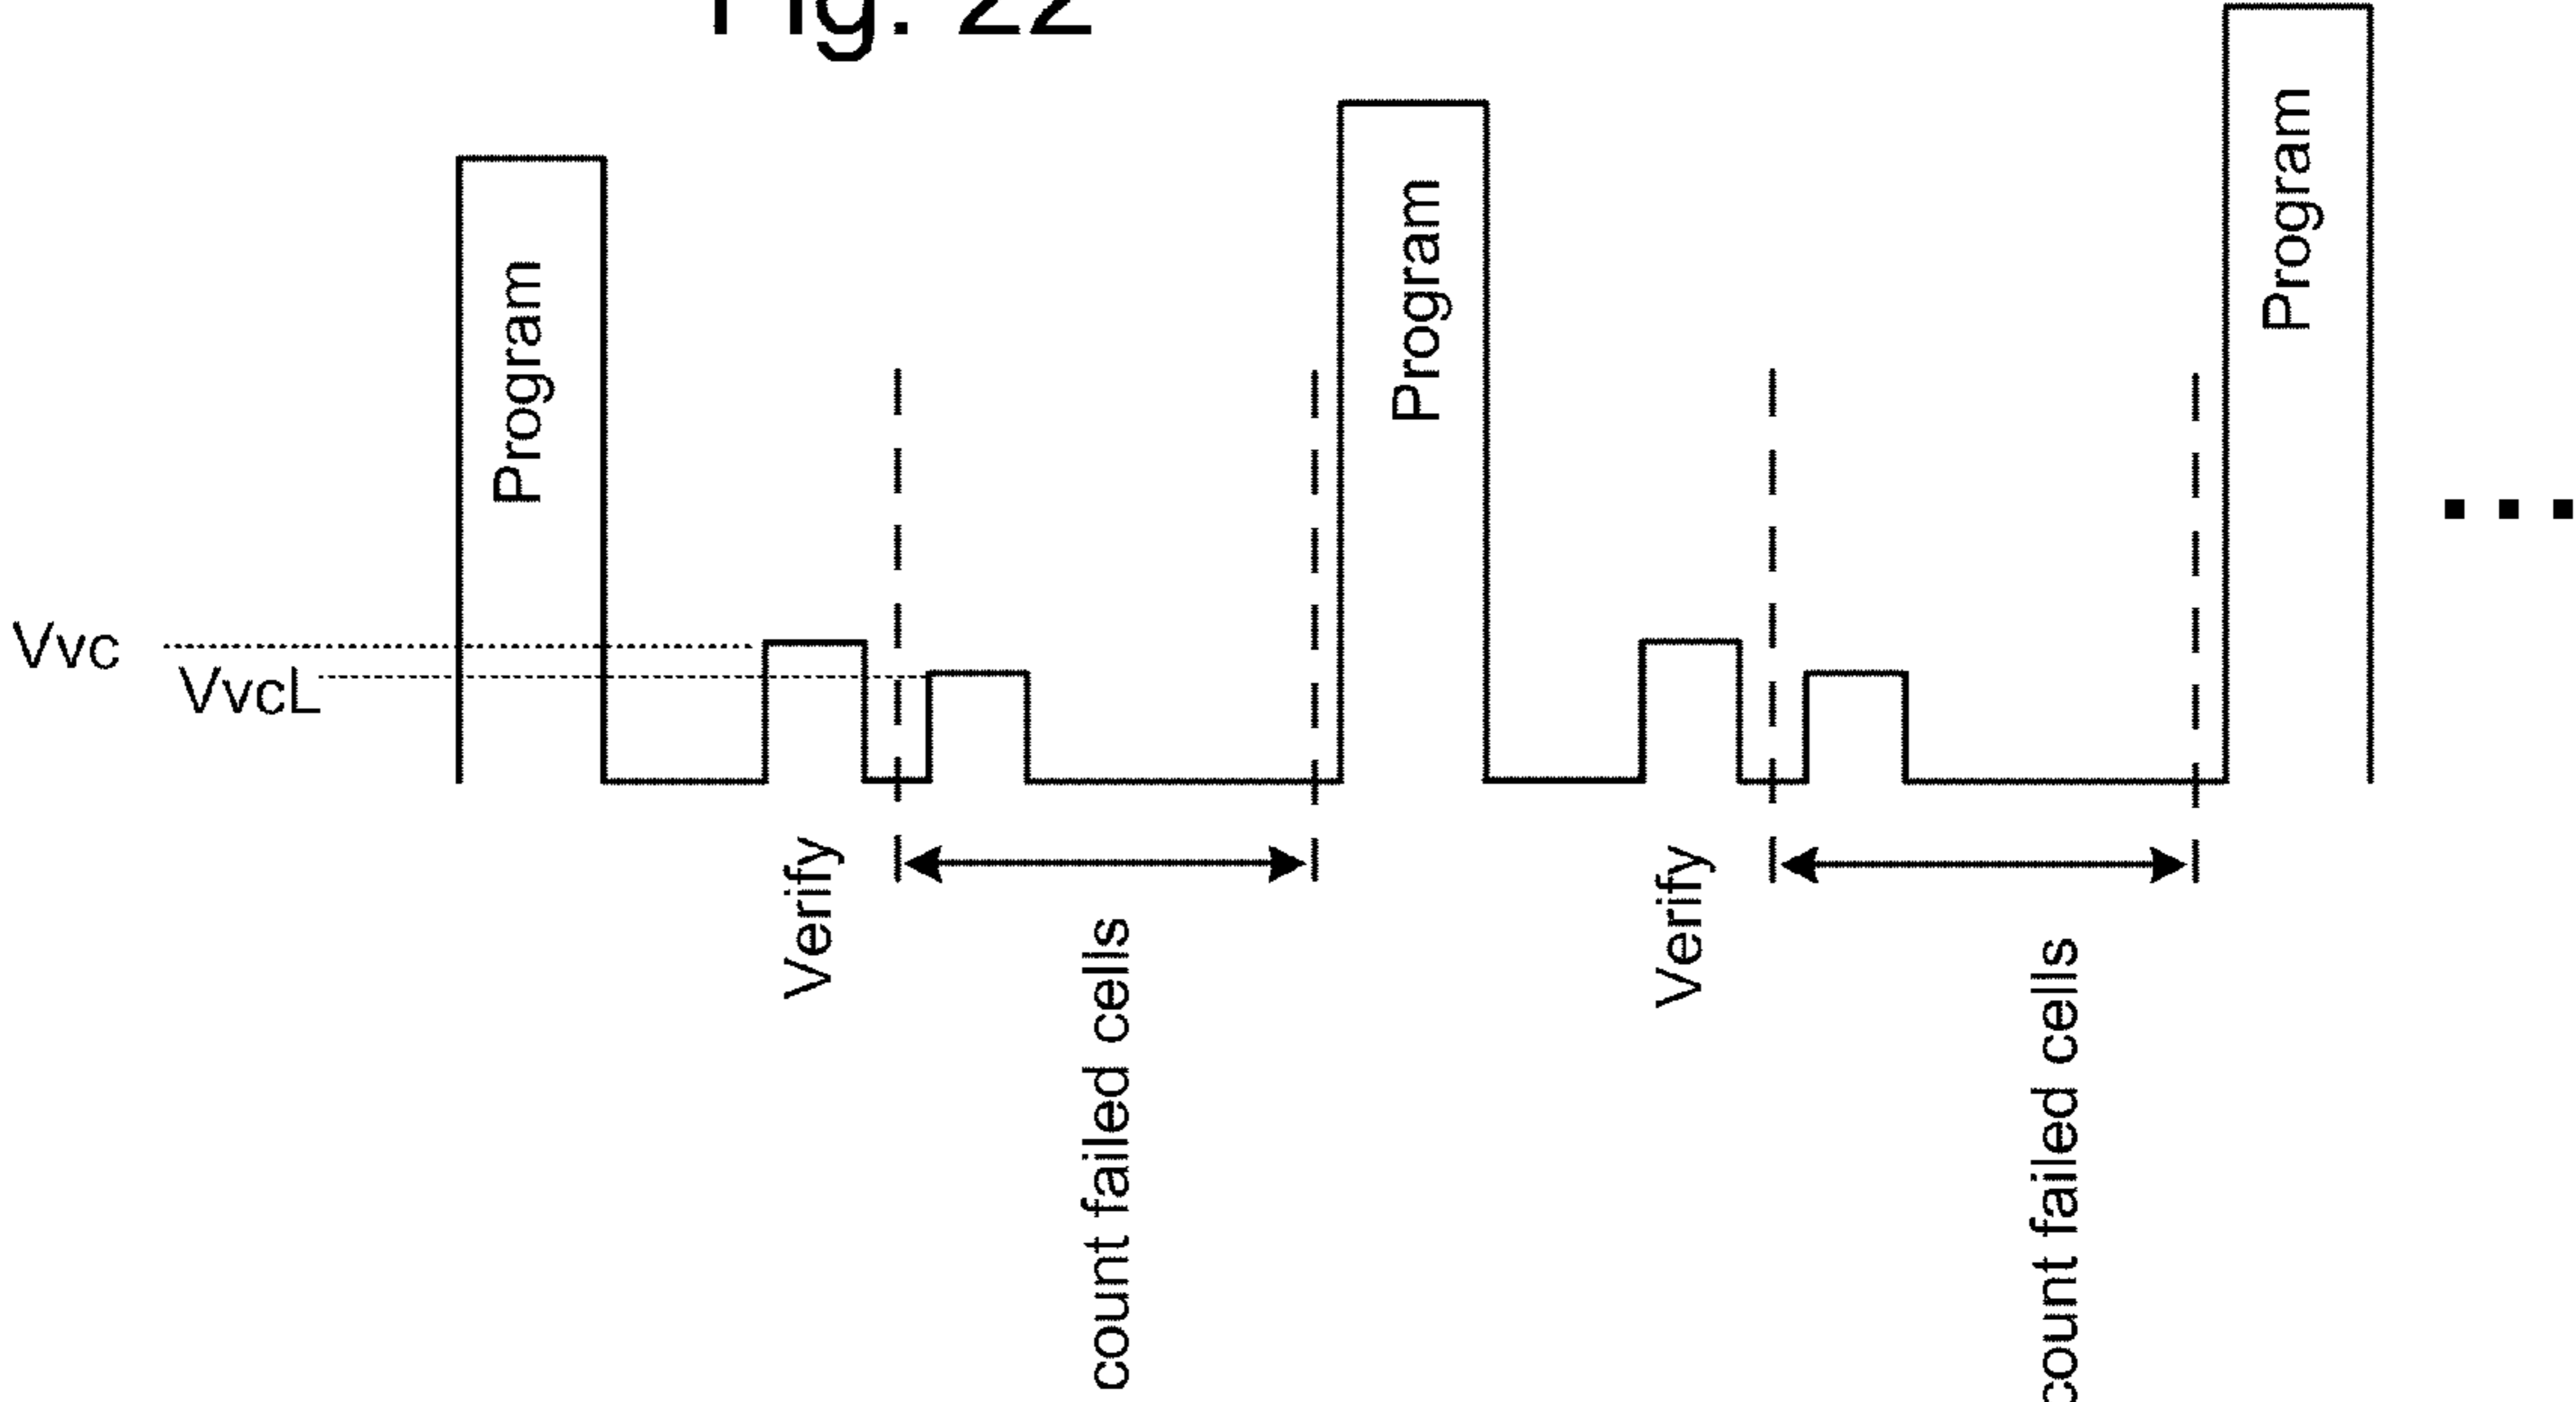 Fig. 22
Program
Program
Program
Vvc
VvcL
Verify
Verify
count failed cells
count failed cells